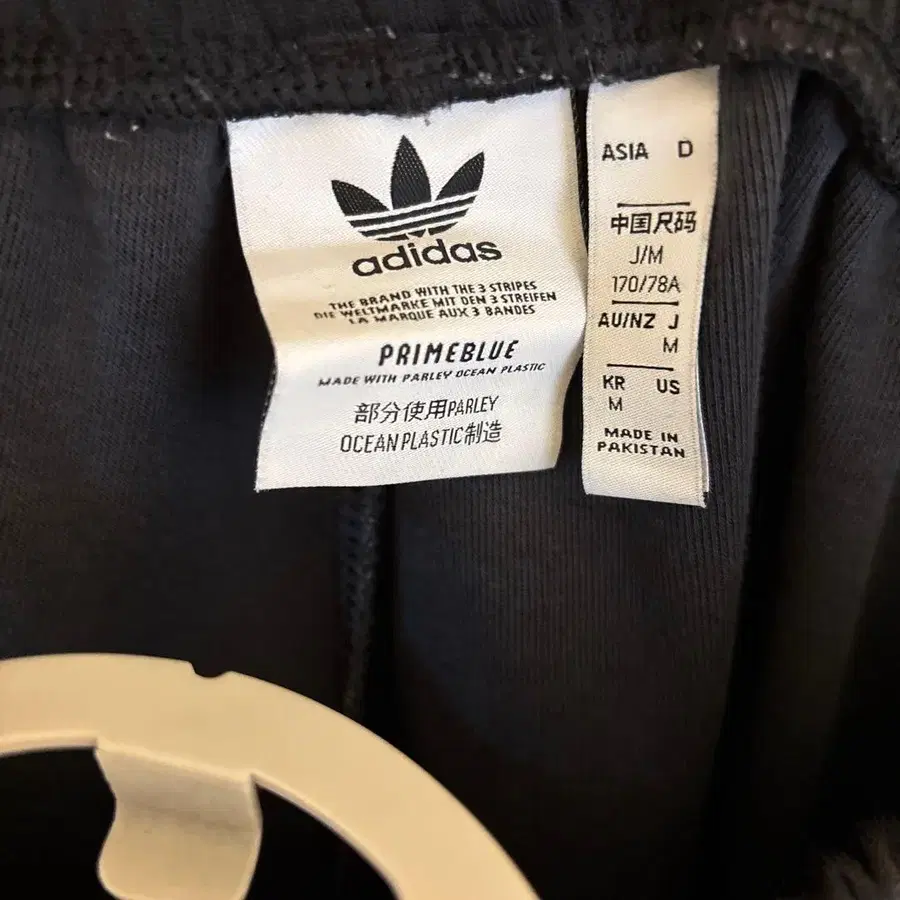 adidas
THE BRAND WITH THE 3 STRIPES
DIE WELTMARKE MIT DEN 3 STREIFEN
LA MARQUE AUX 3 BANDES
PRIMEBLUE
MADE WITH PARLEY OCEAN PLASTIC
部分使用PARLEY
OCEAN PLASTIC制造
ASIA D
中国尺码
J/M
170/78A
AU/NZ J
M
KR US
M
MADE IN
PAKISTAN